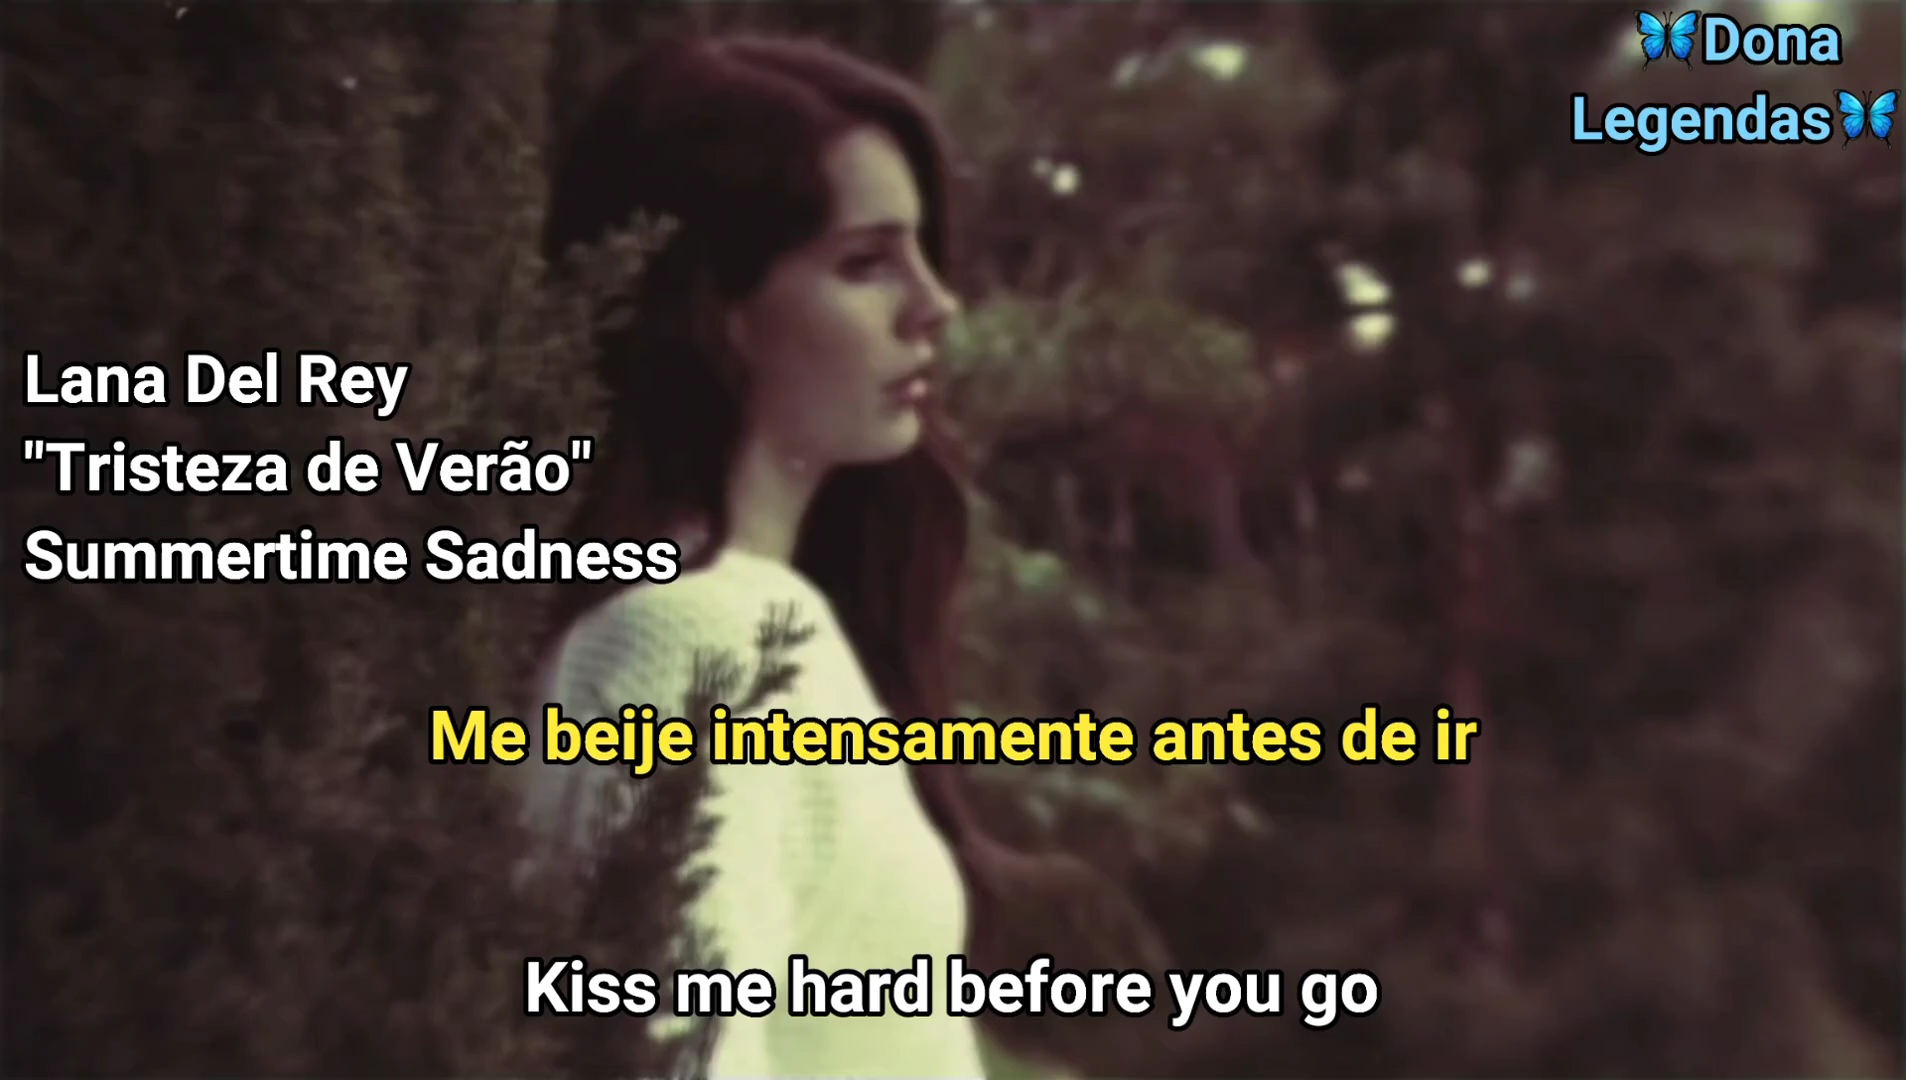 🦋Dona
Legendas🦋
Lana Del Rey
"Tristeza de Verão"
Summertime Sadness
Me beije intensamente antes de ir
Kiss me hard before you go